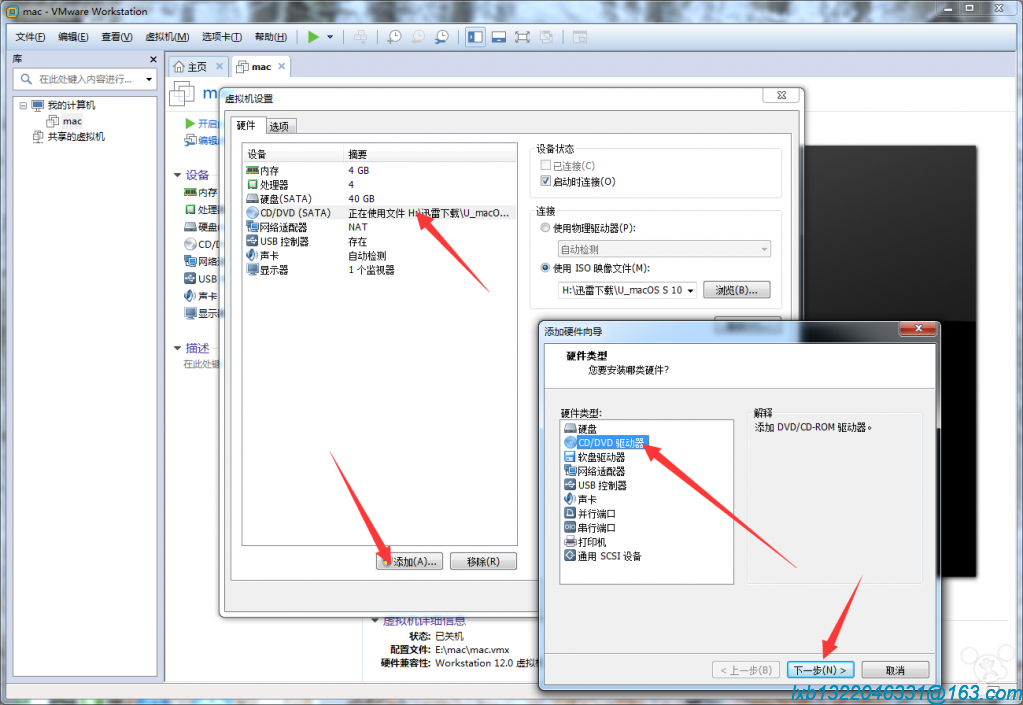 mac - VMware Workstation
文件(F) 编辑(E) 查看(V) 虚拟机(M) 选项卡(T) 帮助(H)
库
在此处键入内容进行...
我的计算机
mac
共享的虚拟机
主页 mac
开启
编辑
设备
内存
处理
硬盘
CD/D
网络
USB
声卡
显示
描述
在此处键
虚拟机设置
硬件 选项
设备 摘要
内存 4 GB
处理器 4
硬盘(SATA) 40 GB
CD/DVD (SATA) 正在使用文件 H:\迅雷下载\U_macO...
网络适配器 NAT
USB 控制器 存在
声卡 自动检测
显示器 1 个监视器
添加(A)... 移除(R)
设备状态
已连接(C)
启动时连接(O)
连接
使用物理驱动器(P):
自动检测
使用 ISO 映像文件(M):
H:\迅雷下载\U_macOS S 10
浏览(B)...
添加硬件向导
硬件类型
您要安装哪类硬件?
硬件类型:
硬盘
CD/DVD 驱动器
软盘驱动器
网络适配器
USB 控制器
声卡
并行端口
串行端口
打印机
通用 SCSI 设备
解释
添加 DVD/CD-ROM 驱动器。
< 上一步(B) 下一步(N) > 取消
虚拟机详细信息
状态: 已关机
配置文件: E:\mac\mac.vmx
硬件兼容性: Workstation 12.0 虚拟机
lxb1322046331@163.com